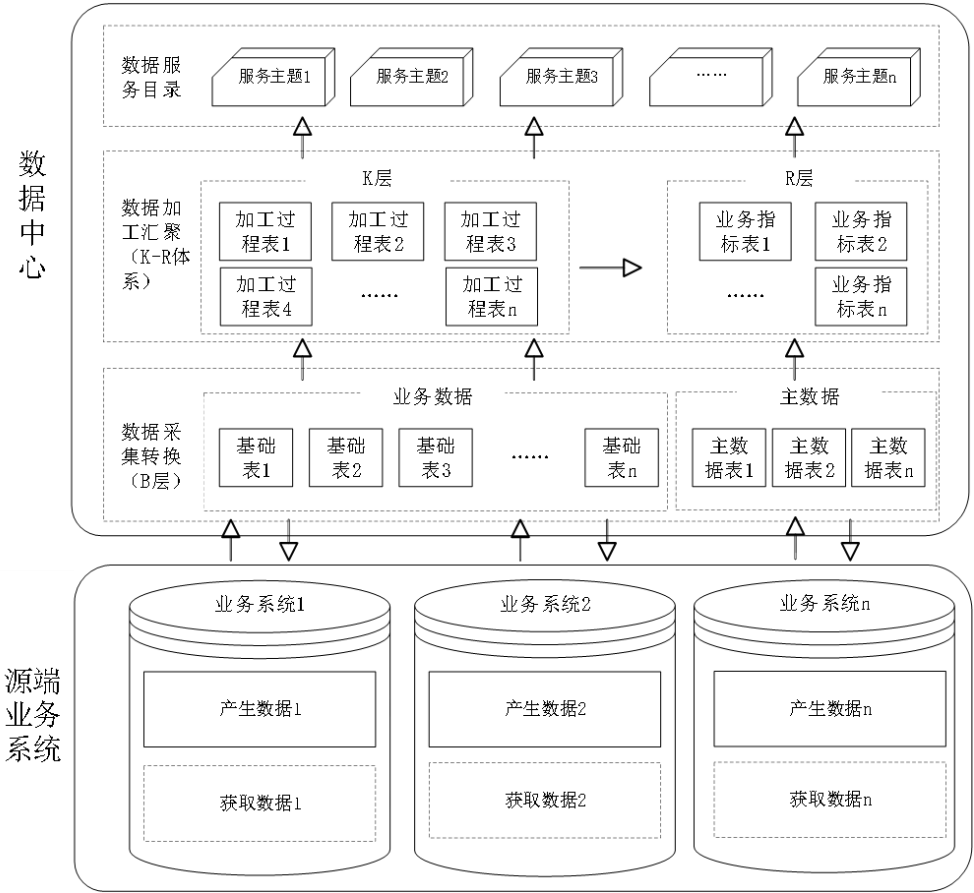 数据中心
数据服
务目录
服务主题1
服务主题2
服务主题3
……
服务主题n
数据加
工汇聚
（K-R体
系）
K层
加工过
程表1
加工过
程表2
加工过
程表3
加工过
程表4
……
加工过
程表n
R层
业务指
标表1
业务指
标表2
……
业务指
标表n
数据采
集转换
（B层）
业务数据
基础
表1
基础
表2
基础
表3
……
基础
表n
主数据
主数
据表1
主数
据表2
主数
据表n
源端
业务
系统
业务系统1
产生数据1
获取数据1
业务系统2
产生数据2
获取数据2
业务系统n
产生数据n
获取数据n